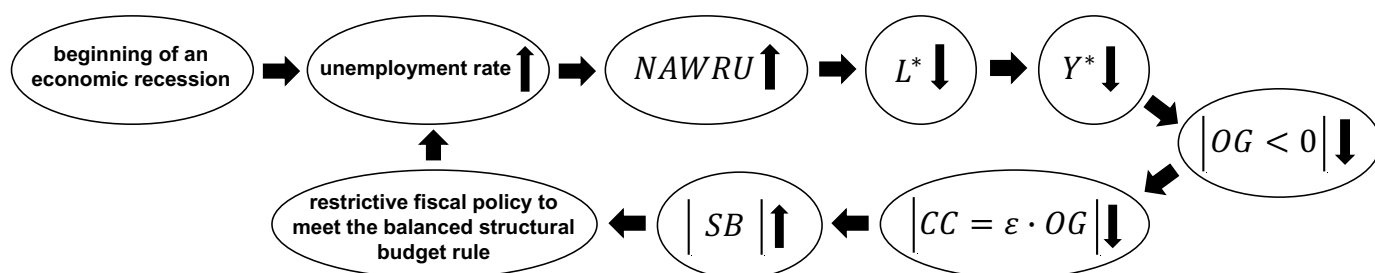 beginning of an
economic recession
unemployment rate
NAWRU
L*
Y*
|OG < 0|
|CC = ε · OG|
| SB |
restrictive fiscal policy to
meet the balanced structural
budget rule